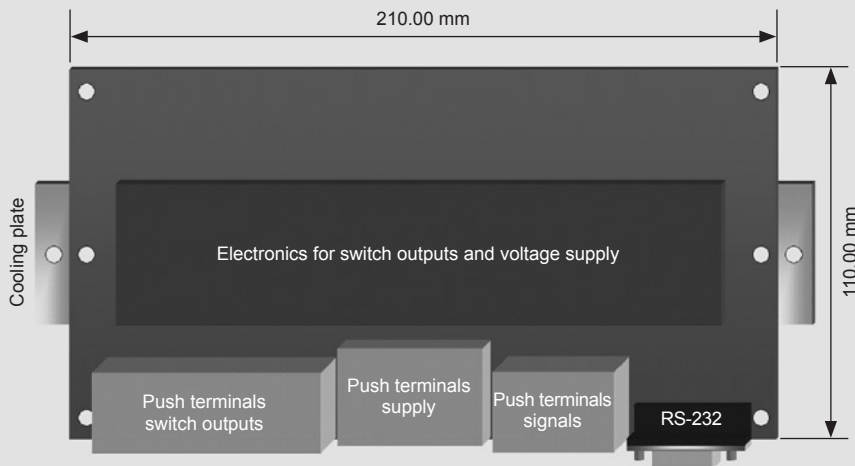 210.00 mm
Cooling plate
Electronics for switch outputs and voltage supply
110.00 mm
Push terminals
switch outputs
Push terminals
supply
Push terminals
signals
RS-232